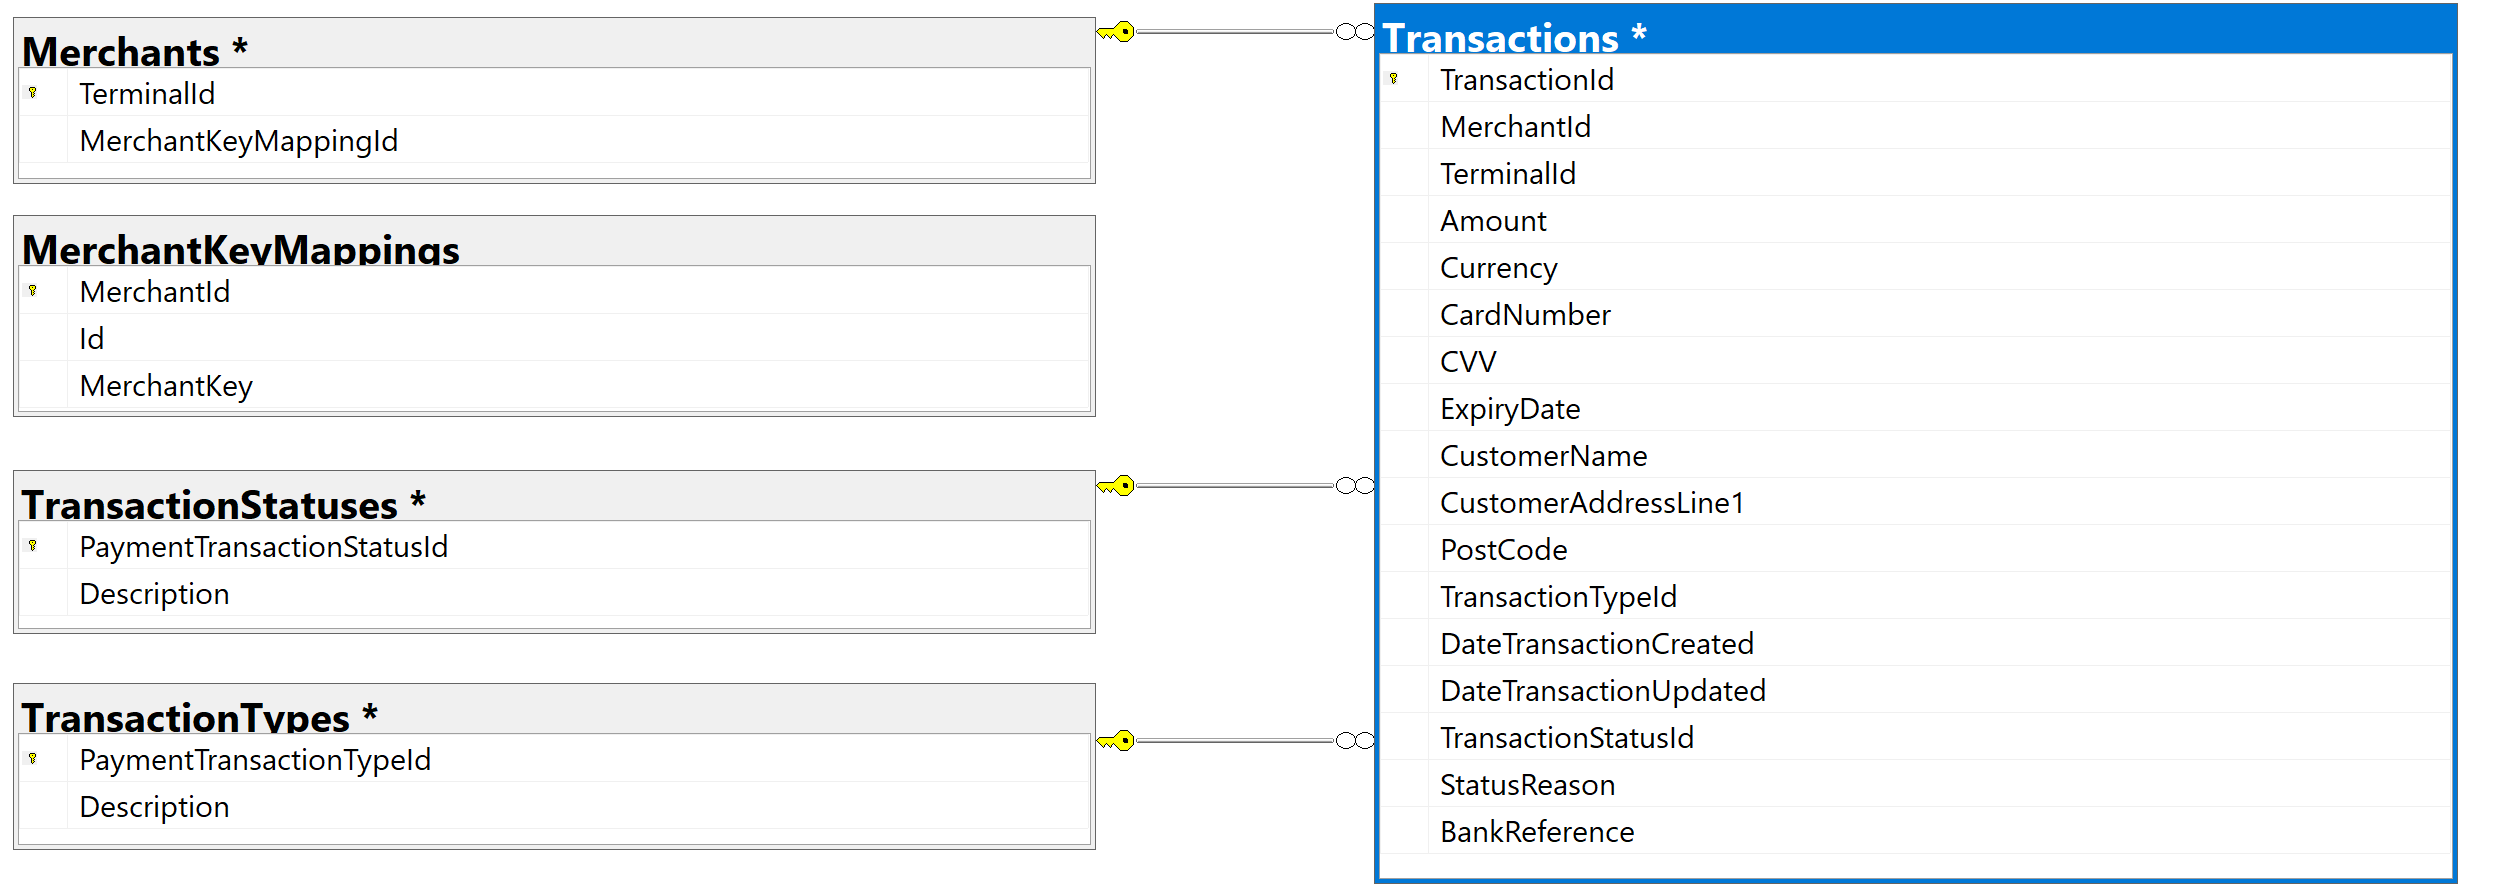 Merchants *
TerminalId
MerchantKeyMappingId
MerchantKeyMappings
MerchantId
Id
MerchantKey
TransactionStatuses *
PaymentTransactionStatusId
Description
TransactionTypes *
PaymentTransactionTypeId
Description
Transactions *
TransactionId
MerchantId
TerminalId
Amount
Currency
CardNumber
CVV
ExpiryDate
CustomerName
CustomerAddressLine1
PostCode
TransactionTypeId
DateTransactionCreated
DateTransactionUpdated
TransactionStatusId
StatusReason
BankReference